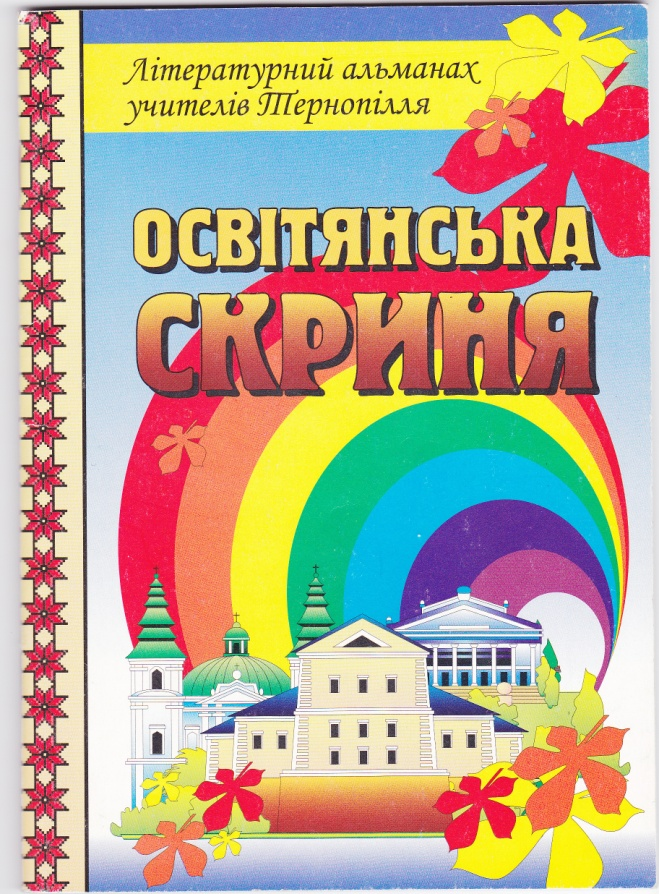 Літературний альманах
учителів Тернопілля
ОСВІТЯНСЬКА
СКРИНЯ